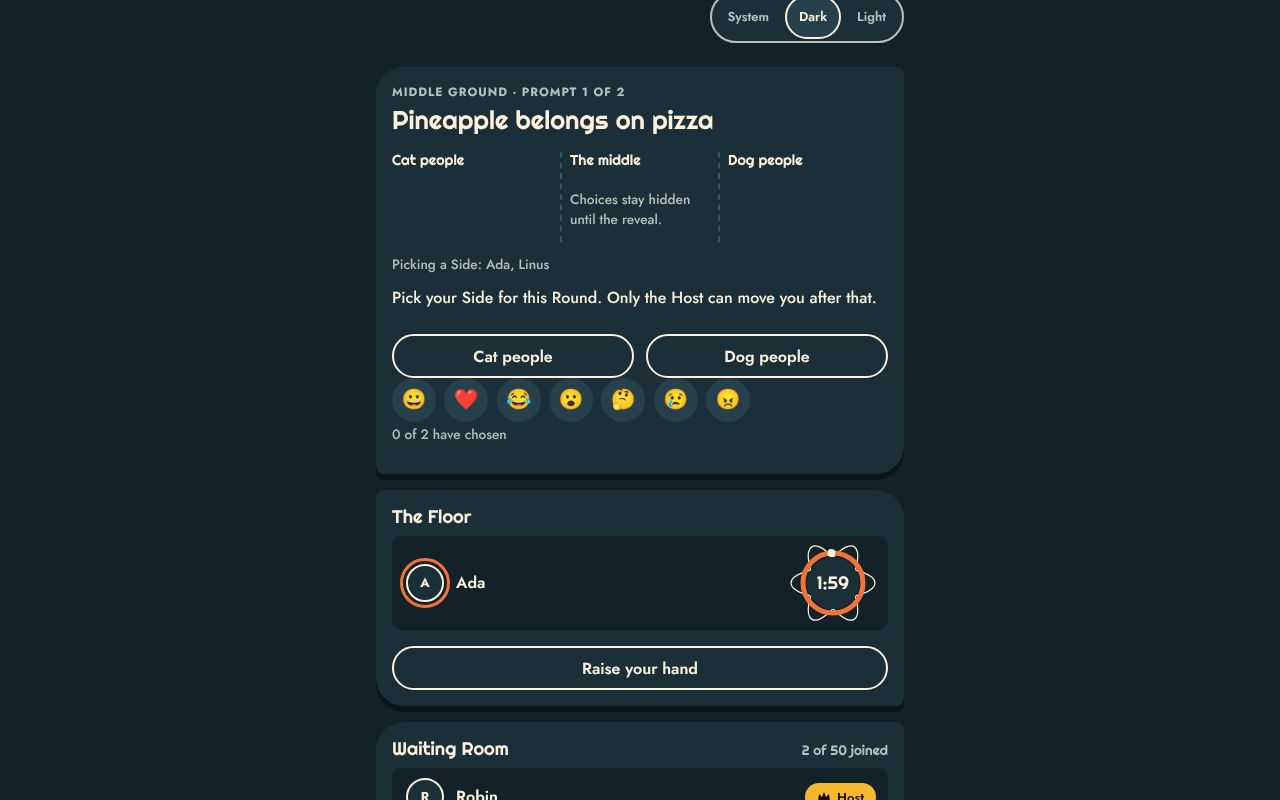 System Dark Light
MIDDLE GROUND · PROMPT 1 OF 2
Pineapple belongs on pizza
Cat people The middle Dog people
Choices stay hidden
until the reveal.
Picking a Side: Ada, Linus
Pick your Side for this Round. Only the Host can move you after that.
Cat people Dog people
0 of 2 have chosen
The Floor
A Ada 1:59
Raise your hand
Waiting Room 2 of 50 joined
R Robin Host